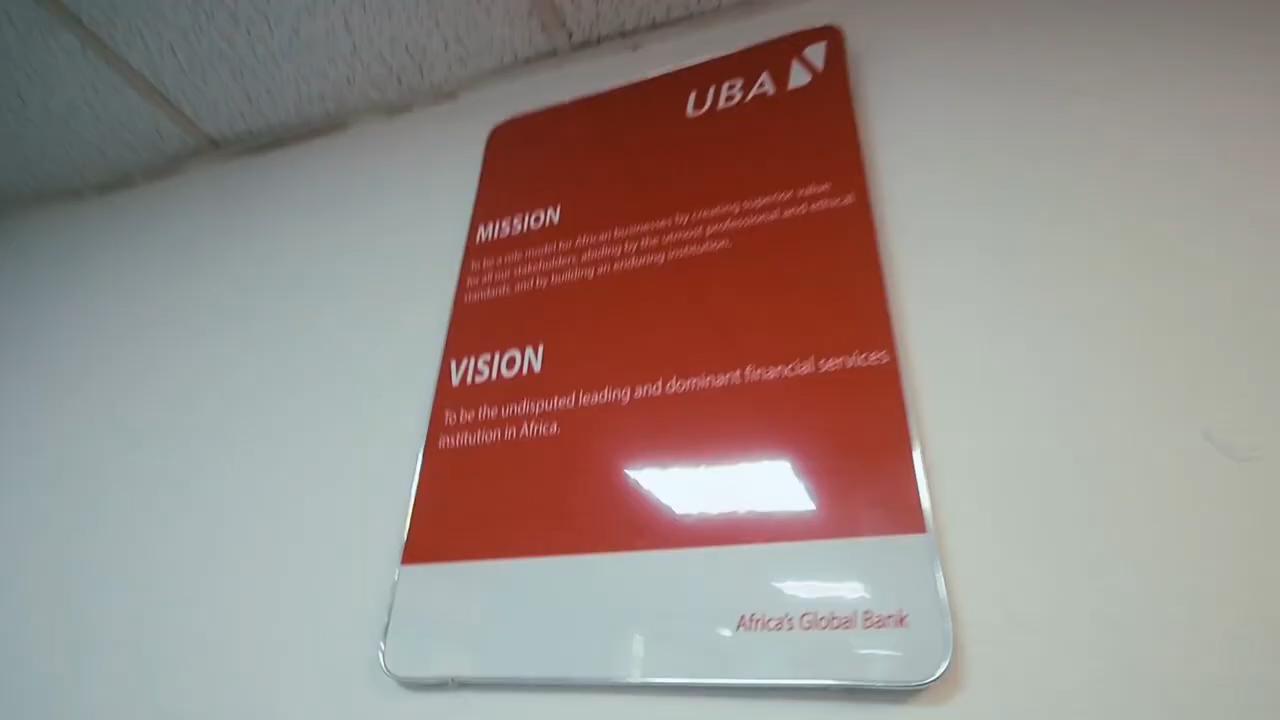 UBA
MISSION
To be a role model for African businesses by creating superior value
for all our stakeholders, abiding by the utmost professional and ethical
standards, and by building an enduring institution.
VISION
To be the undisputed leading and dominant financial services
institution in Africa.
Africa's Global Bank